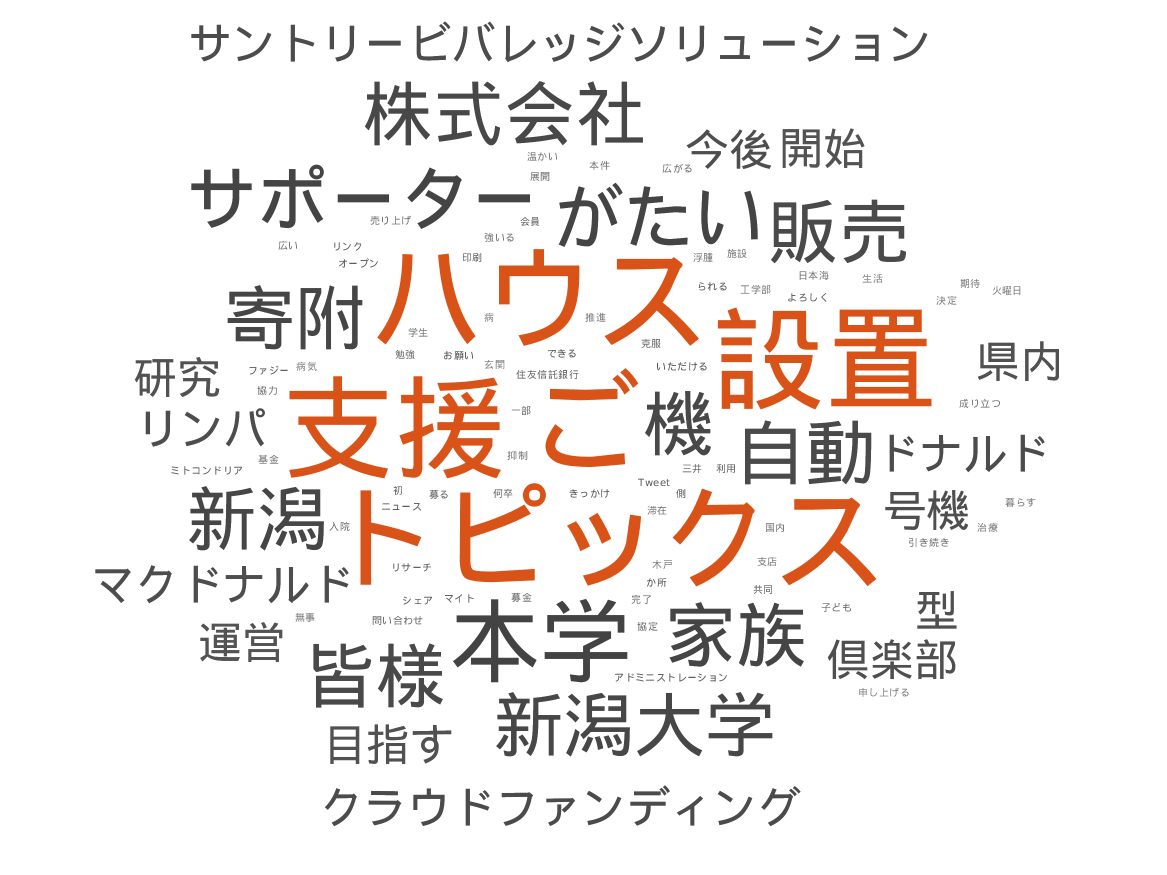 サントリービバレッジソリューション
株式会社
今後 開始
温かい 本件 広がる
展開
サポーター がたい 販売
売り上げ 会員
強いる
広い リンク
オープン 印刷 浮腫 施設
ハウス
られる 工学部 日本海 生活
よろしく 期待 火曜日
決定
寄附 設置
病 推進
学生 克服
県内
勉強 お願い できる
研究 ファジー 病気 玄関 住友信託銀行 いただける
協力
支援 ご 機
成り立つ
リンパ 一部
自動 ドナルド
基金 抑制
ミトコンドリア 三井 利用
Tweet
新潟 初 募る 何卒 きっかけ 側
ニュース 号機 暮らす
滞在
トピックス
入院 国内 治療
引き続き
リサーチ 木戸 支店
マクドナルド か所 共同
シェア マイト 募金 完了 子ども 型
無事 問い合わせ 協定
運営 本学 家族
皆様 倶楽部
アドミニストレーション 申し上げる
目指す 新潟大学
クラウドファンディング